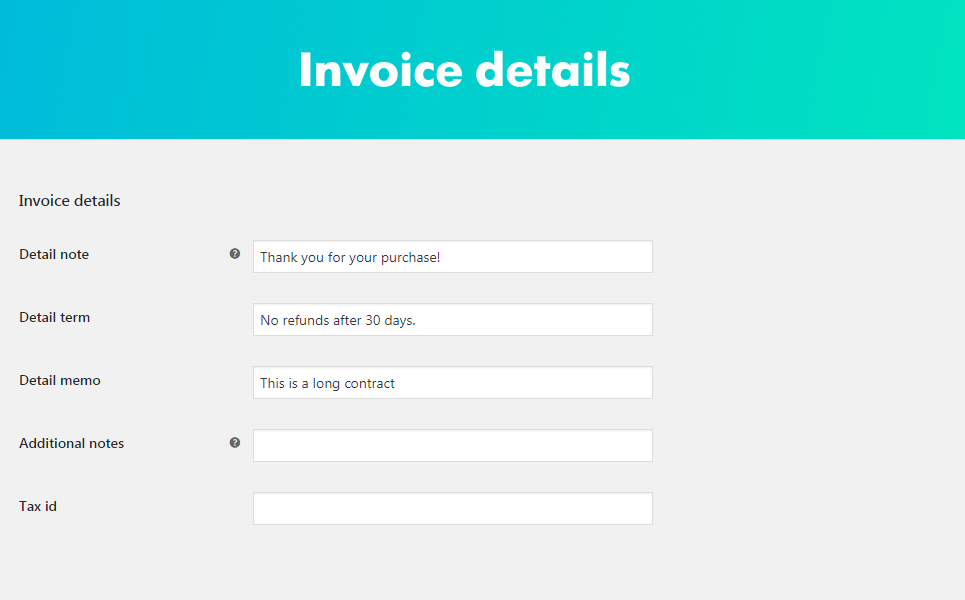 Invoice details
Invoice details
Detail note ? Thank you for your purchase!
Detail term No refunds after 30 days.
Detail memo This is a long contract
Additional notes ?
Tax id